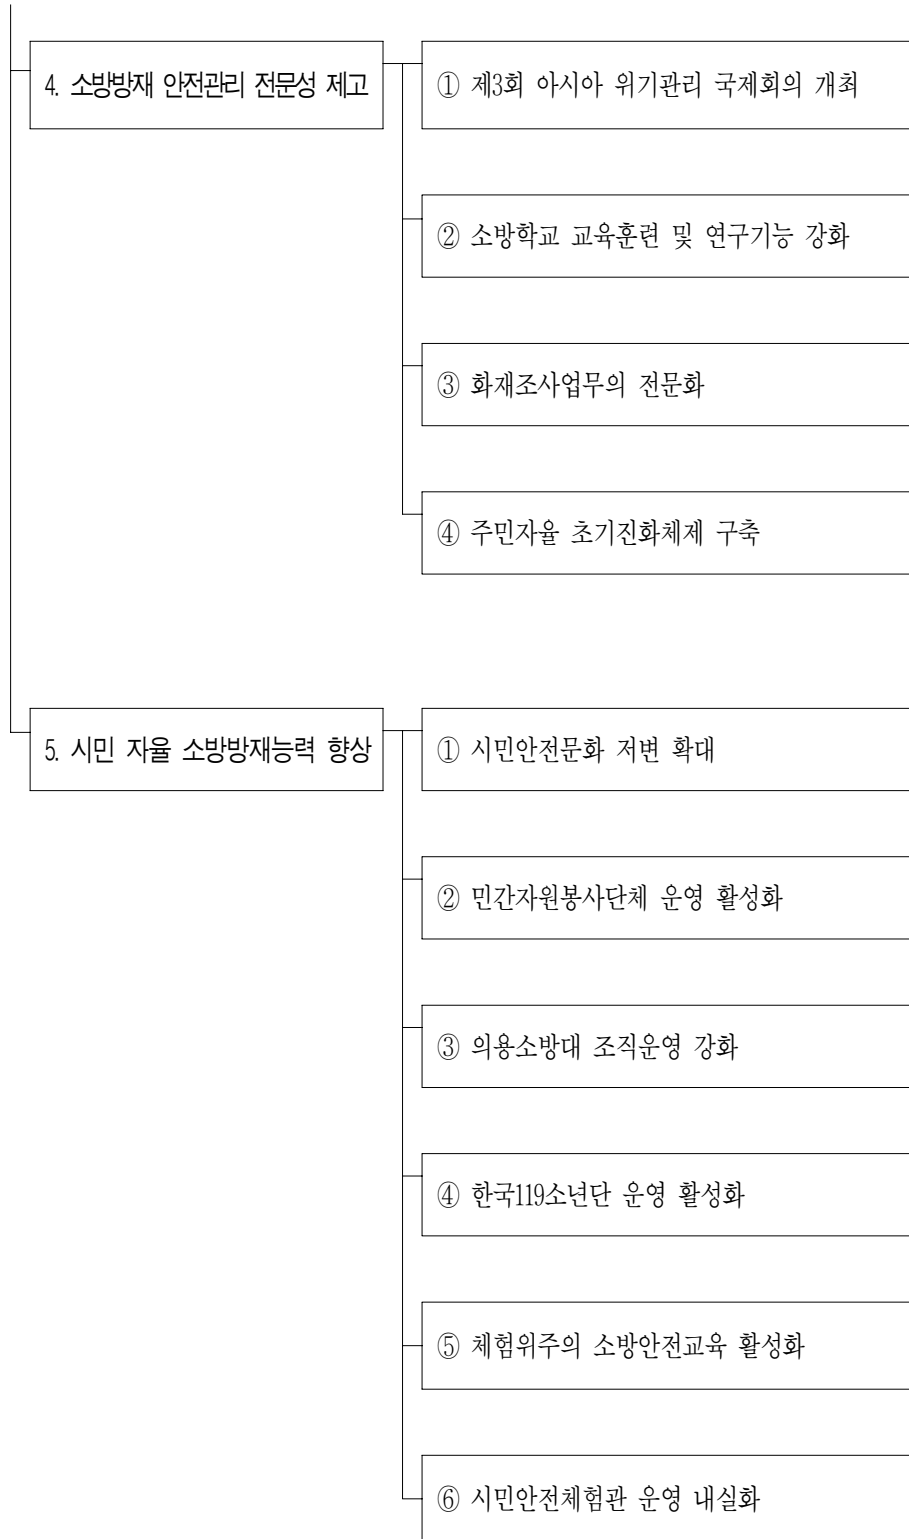 4. 소방방재 안전관리 전문성 제고
① 제3회 아시아 위기관리 국제회의 개최
② 소방학교 교육훈련 및 연구기능 강화
③ 화재조사업무의 전문화
④ 주민자율 초기진화체제 구축
5. 시민 자율 소방방재능력 향상
① 시민안전문화 저변 확대
② 민간자원봉사단체 운영 활성화
③ 의용소방대 조직운영 강화
④ 한국119소년단 운영 활성화
⑤ 체험위주의 소방안전교육 활성화
⑥ 시민안전체험관 운영 내실화